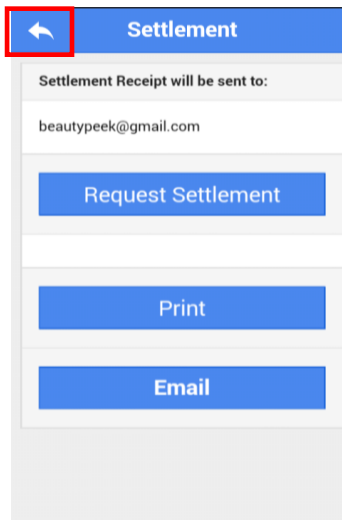 Settlement
Settlement Receipt will be sent to:
beautypeek@gmail.com
Request Settlement
Print
Email